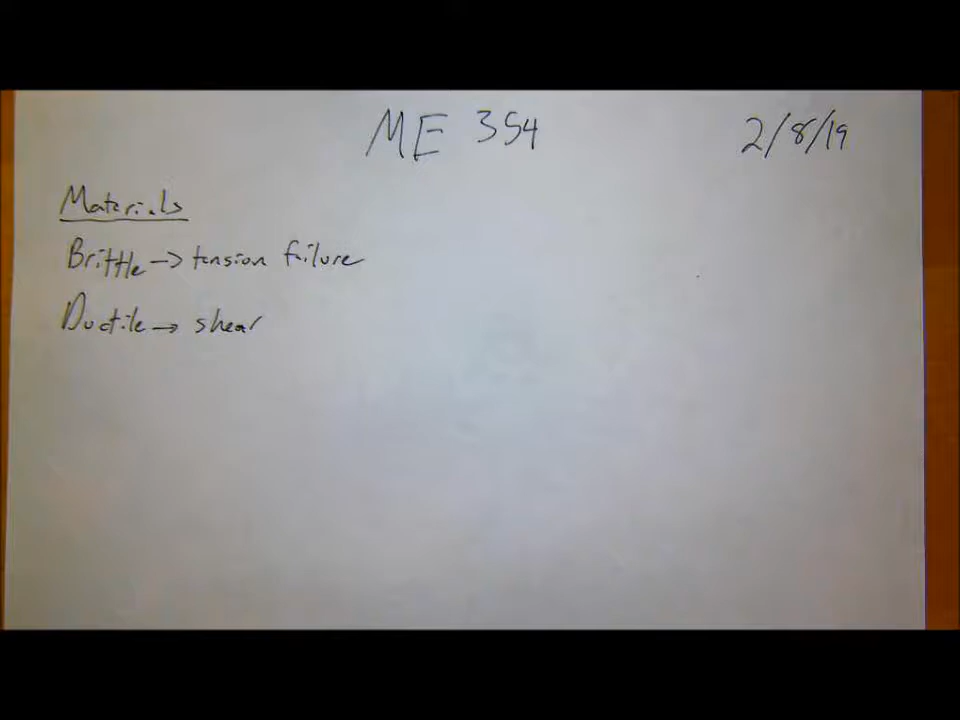 ME 354
2/8/19
Materials
Brittle → tension failure
Ductile → shear